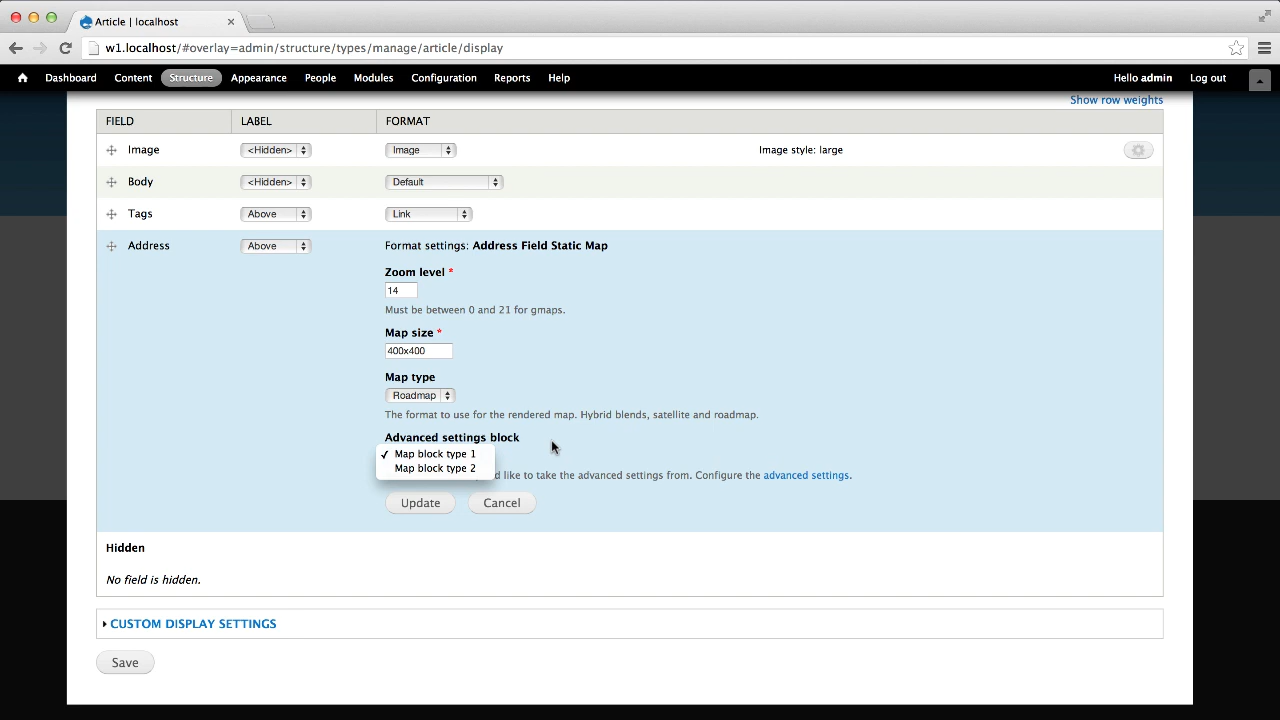 Article | localhost
w1.localhost/#overlay=admin/structure/types/manage/article/display
Dashboard Content Structure Appearance People Modules Configuration Reports Help Hello admin Log out
Show row weights
FIELD LABEL FORMAT
Image <Hidden> Image Image style: large
Body <Hidden> Default
Tags Above Link
Address Above Format settings: Address Field Static Map
Zoom level *
14
Must be between 0 and 21 for gmaps.
Map size *
400x400
Map type
Roadmap
The format to use for the rendered map. Hybrid blends, satellite and roadmap.
Advanced settings block
✓ Map block type 1
Map block type 2
like to take the advanced settings from. Configure the advanced settings.
Update Cancel
Hidden
No field is hidden.
CUSTOM DISPLAY SETTINGS
Save